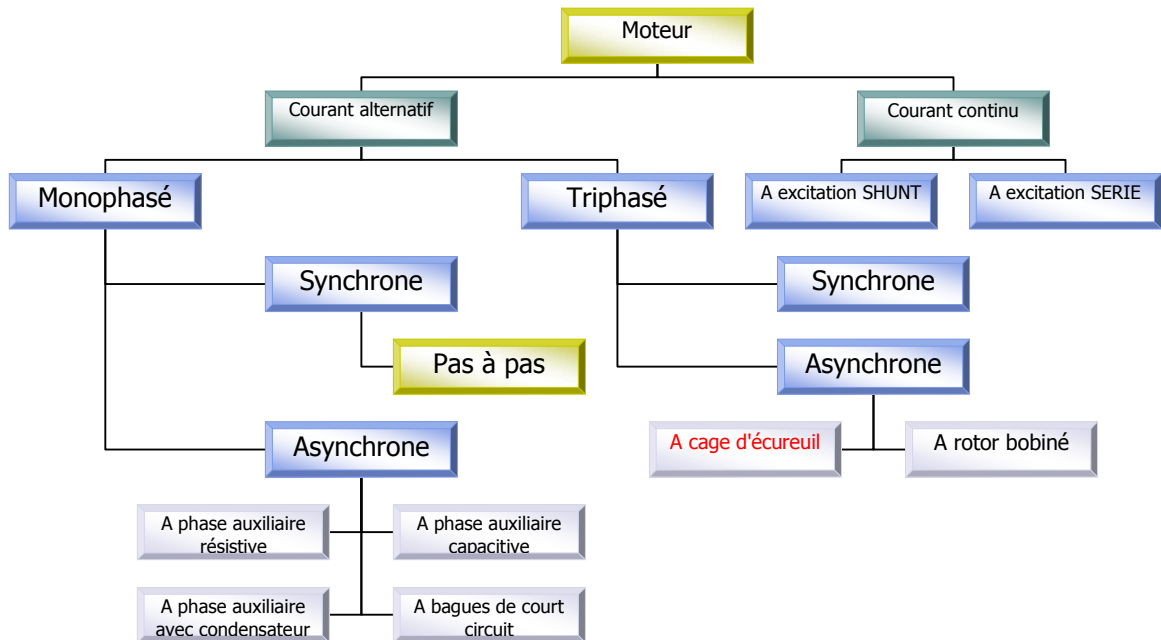 Moteur
Courant alternatif
Courant continu
Monophasé
Triphasé
A excitation SHUNT
A excitation SERIE
Synchrone
Synchrone
Pas à pas
Asynchrone
Asynchrone
A cage d'écureuil
A rotor bobiné
A phase auxiliaire
résistive
A phase auxiliaire
capacitive
A phase auxiliaire
avec condensateur
A bagues de court
circuit